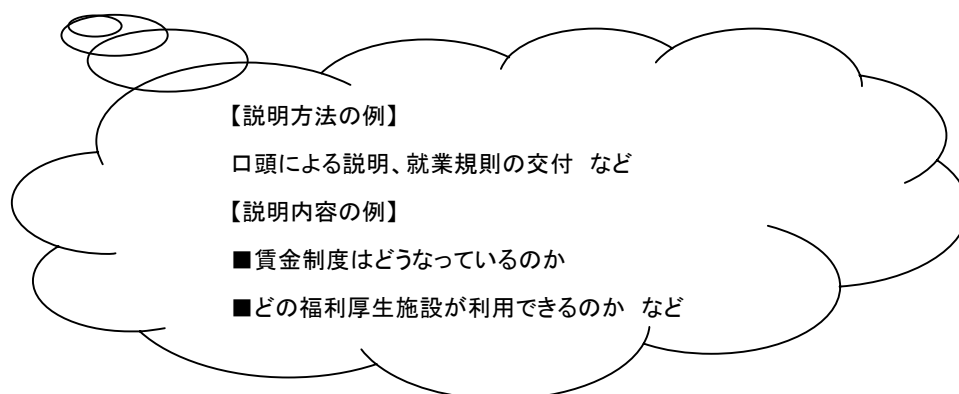 【説明方法の例】
口頭による説明、就業規則の交付 など
【説明内容の例】
■賃金制度はどうなっているのか
■どの福利厚生施設が利用できるのか など